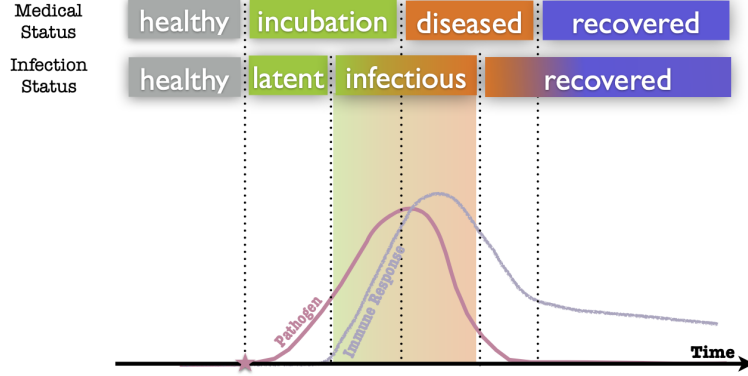 Medical
Status
healthy incubation diseased recovered
Infection
Status
healthy latent infectious recovered
Pathogen
Immune Response
Time